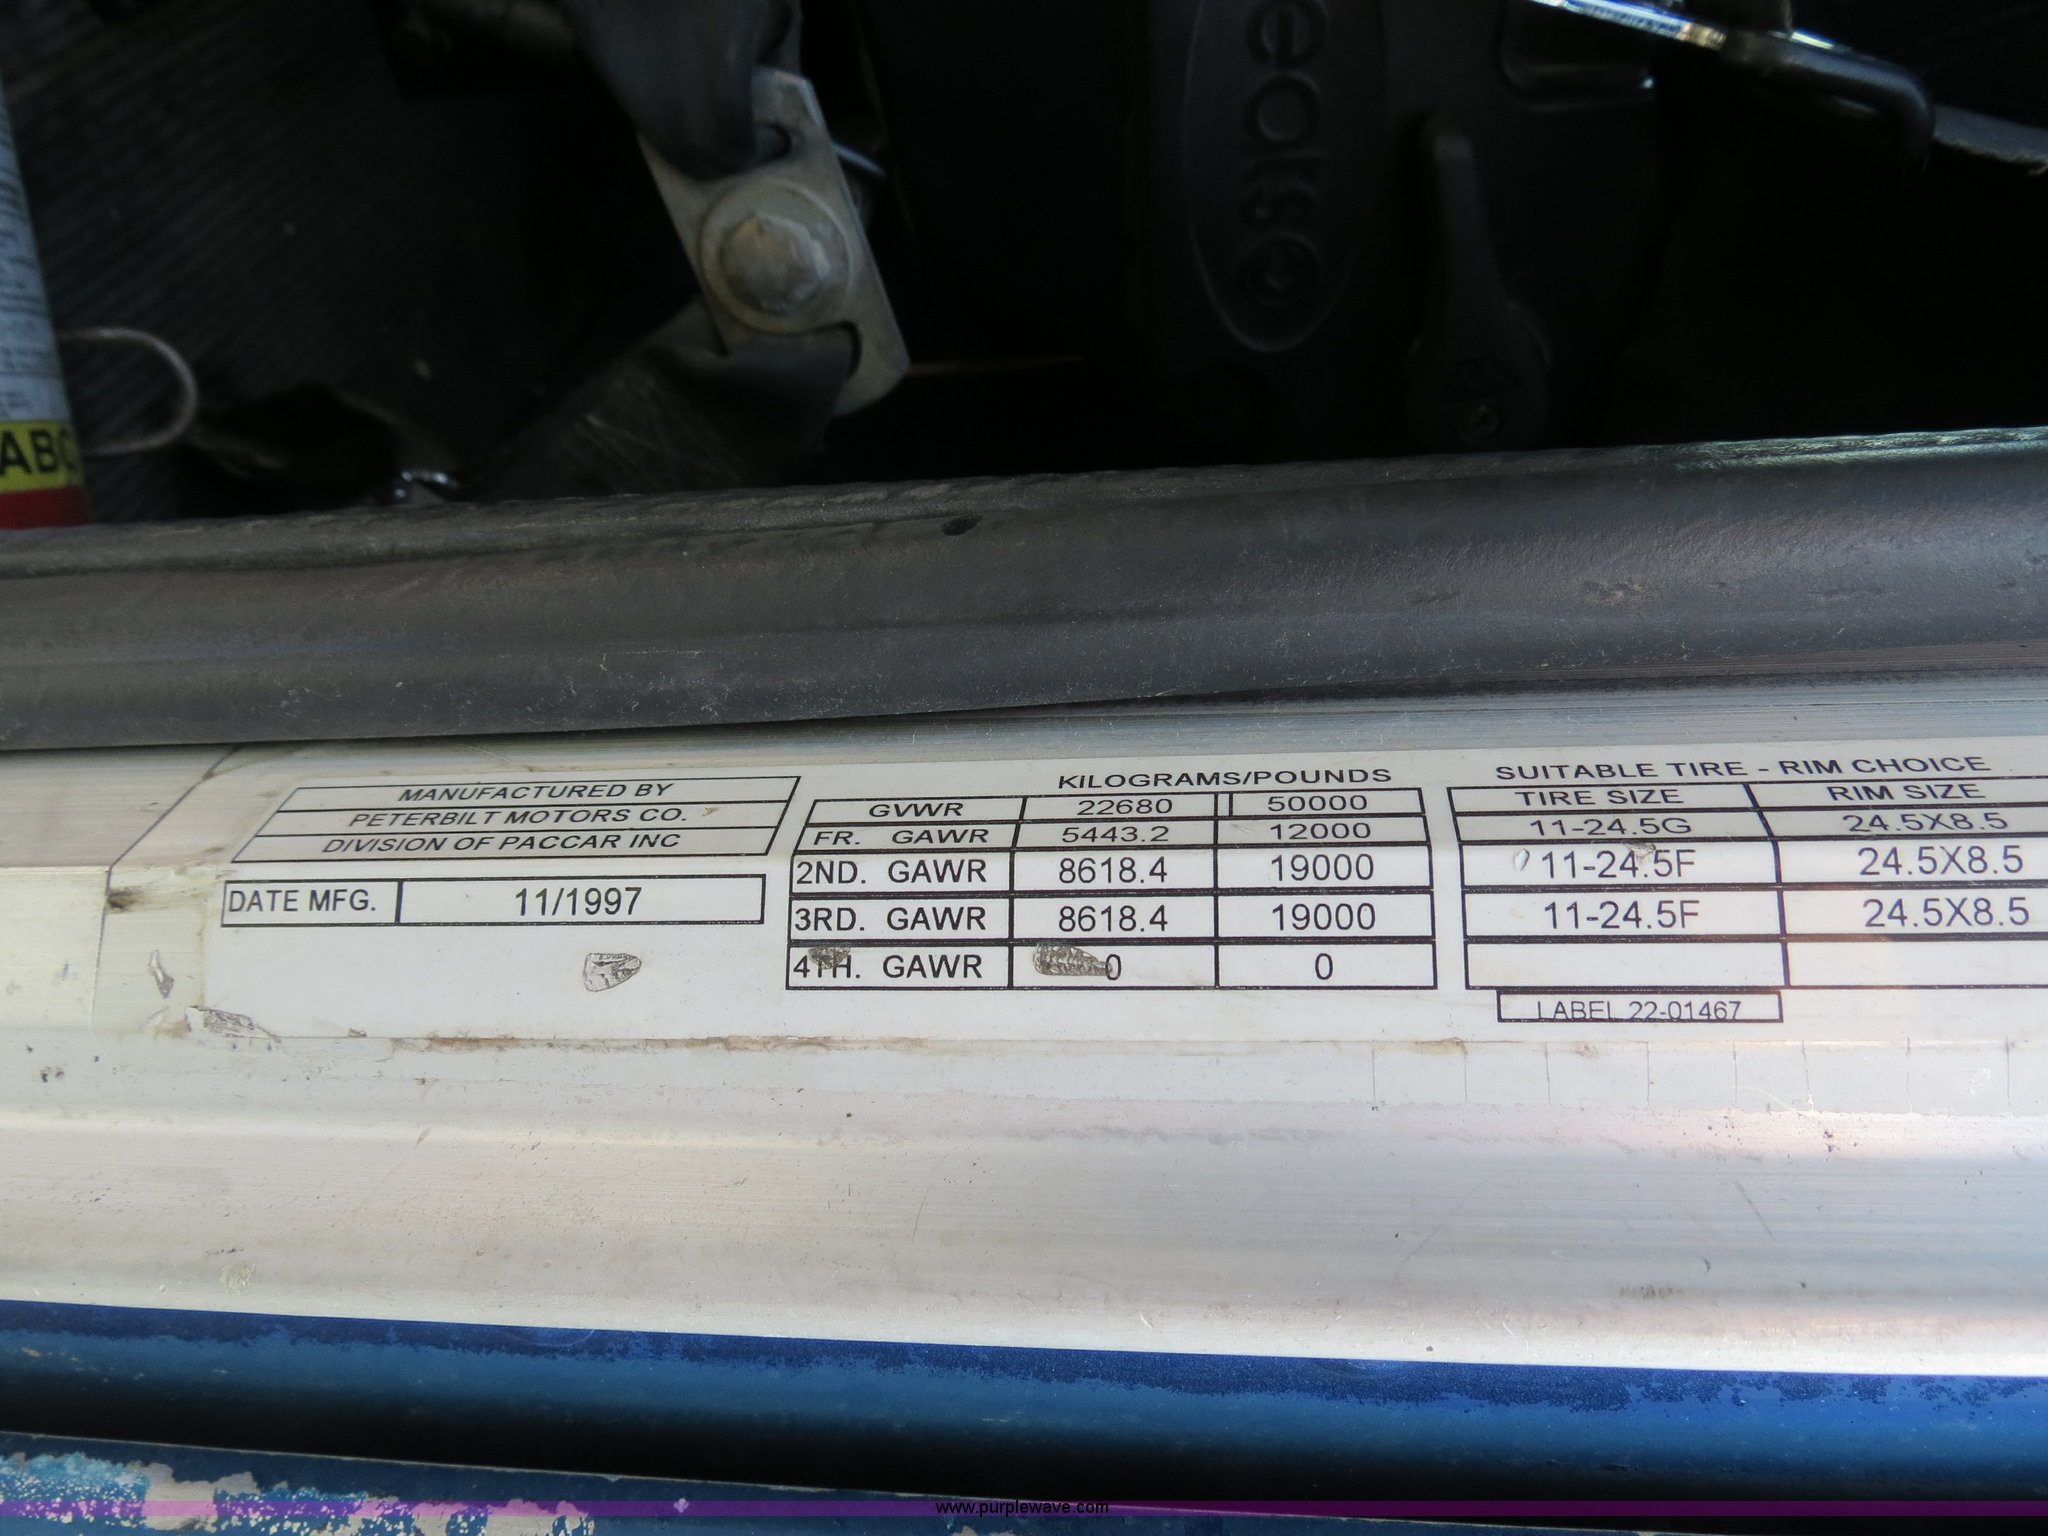 eats
ABC
MANUFACTURED BY
PETERBILT MOTORS CO.
DIVISION OF PACCAR INC
DATE MFG. 11/1997
KILOGRAMS/POUNDS
GVWR 22680 50000
FR. GAWR 5443.2 12000
2ND. GAWR 8618.4 19000
3RD. GAWR 8618.4 19000
4TH. GAWR 0 0
SUITABLE TIRE - RIM CHOICE
TIRE SIZE RIM SIZE
11-24.5G 24.5X8.5
11-24.5F 24.5X8.5
11-24.5F 24.5X8.5
LABEL 22-01467
www.purplewave.com